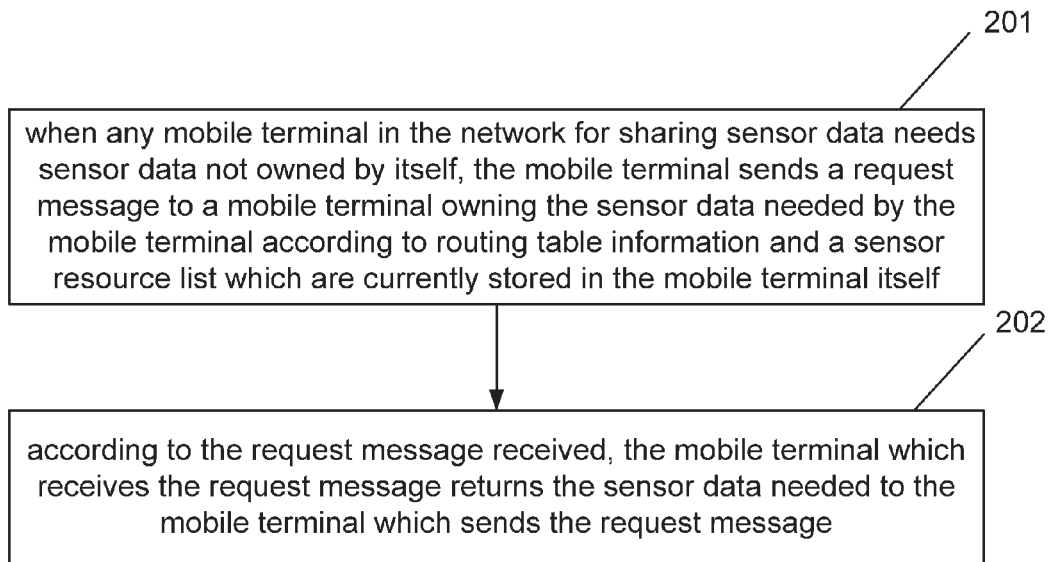 201
when any mobile terminal in the network for sharing sensor data needs
sensor data not owned by itself, the mobile terminal sends a request
message to a mobile terminal owning the sensor data needed by the
mobile terminal according to routing table information and a sensor
resource list which are currently stored in the mobile terminal itself
202
according to the request message received, the mobile terminal which
receives the request message returns the sensor data needed to the
mobile terminal which sends the request message